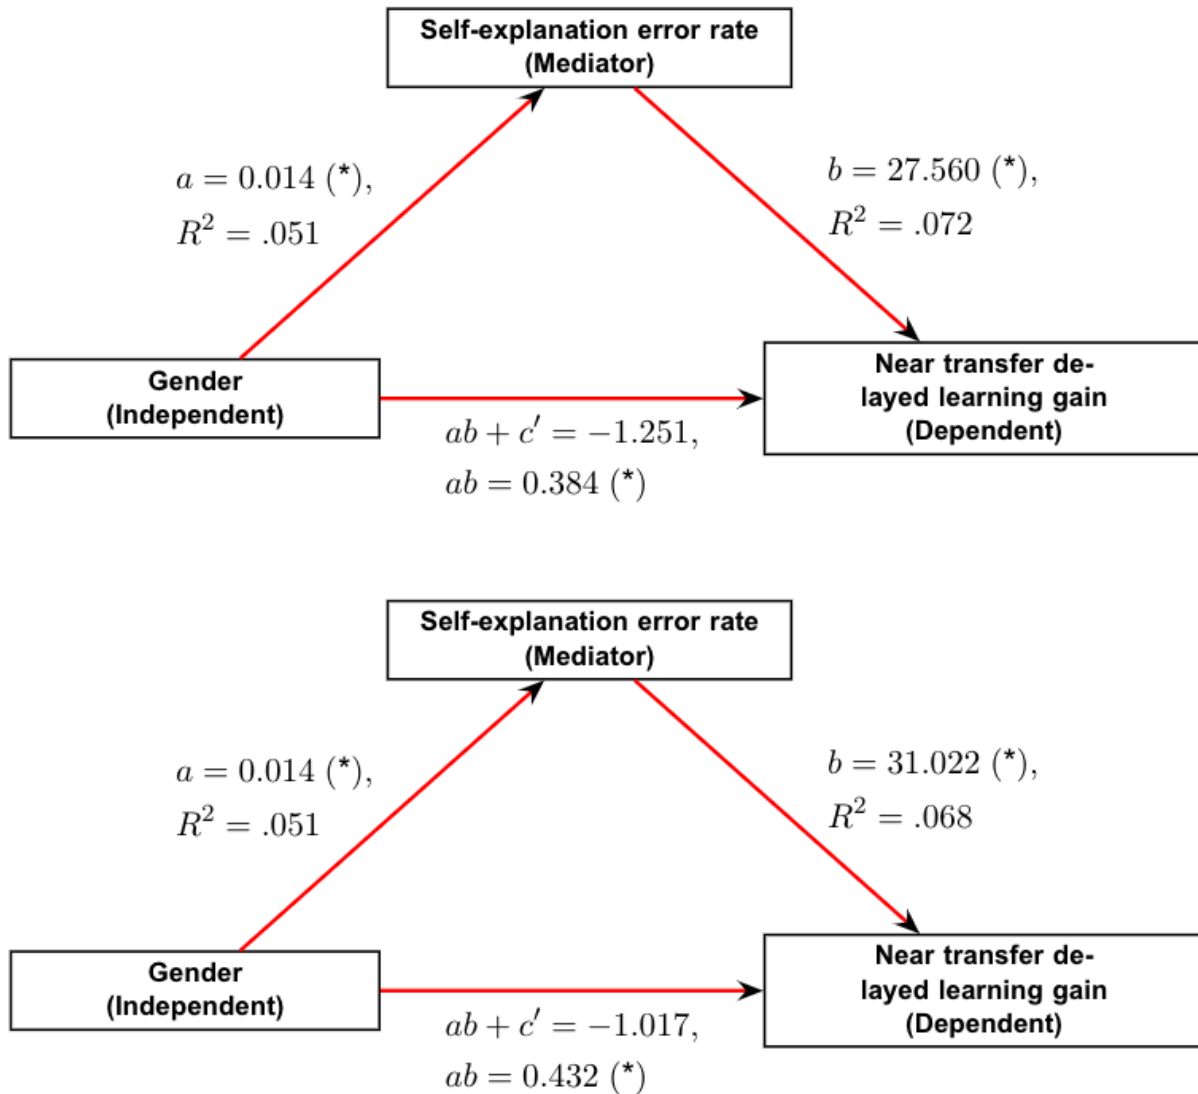 Self-explanation error rate
(Mediator)
a = 0.014 (*),
R² = .051
b = 27.560 (*),
R² = .072
Gender
(Independent)
Near transfer de-
layed learning gain
(Dependent)
ab + c′ = −1.251,
ab = 0.384 (*)
Self-explanation error rate
(Mediator)
a = 0.014 (*),
R² = .051
b = 31.022 (*),
R² = .068
Gender
(Independent)
Near transfer de-
layed learning gain
(Dependent)
ab + c′ = −1.017,
ab = 0.432 (*)